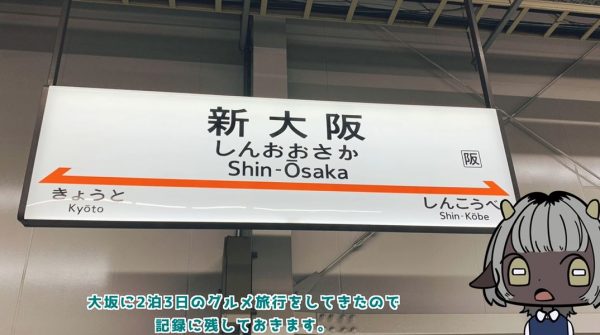 新大阪
しんおおさか
Shin-Ōsaka
阪
きょうと
Kyōto
しんこうべ
Shin-Kōbe
大坂に2泊3日のグルメ旅行をしてきたので
記録に残しておきます。